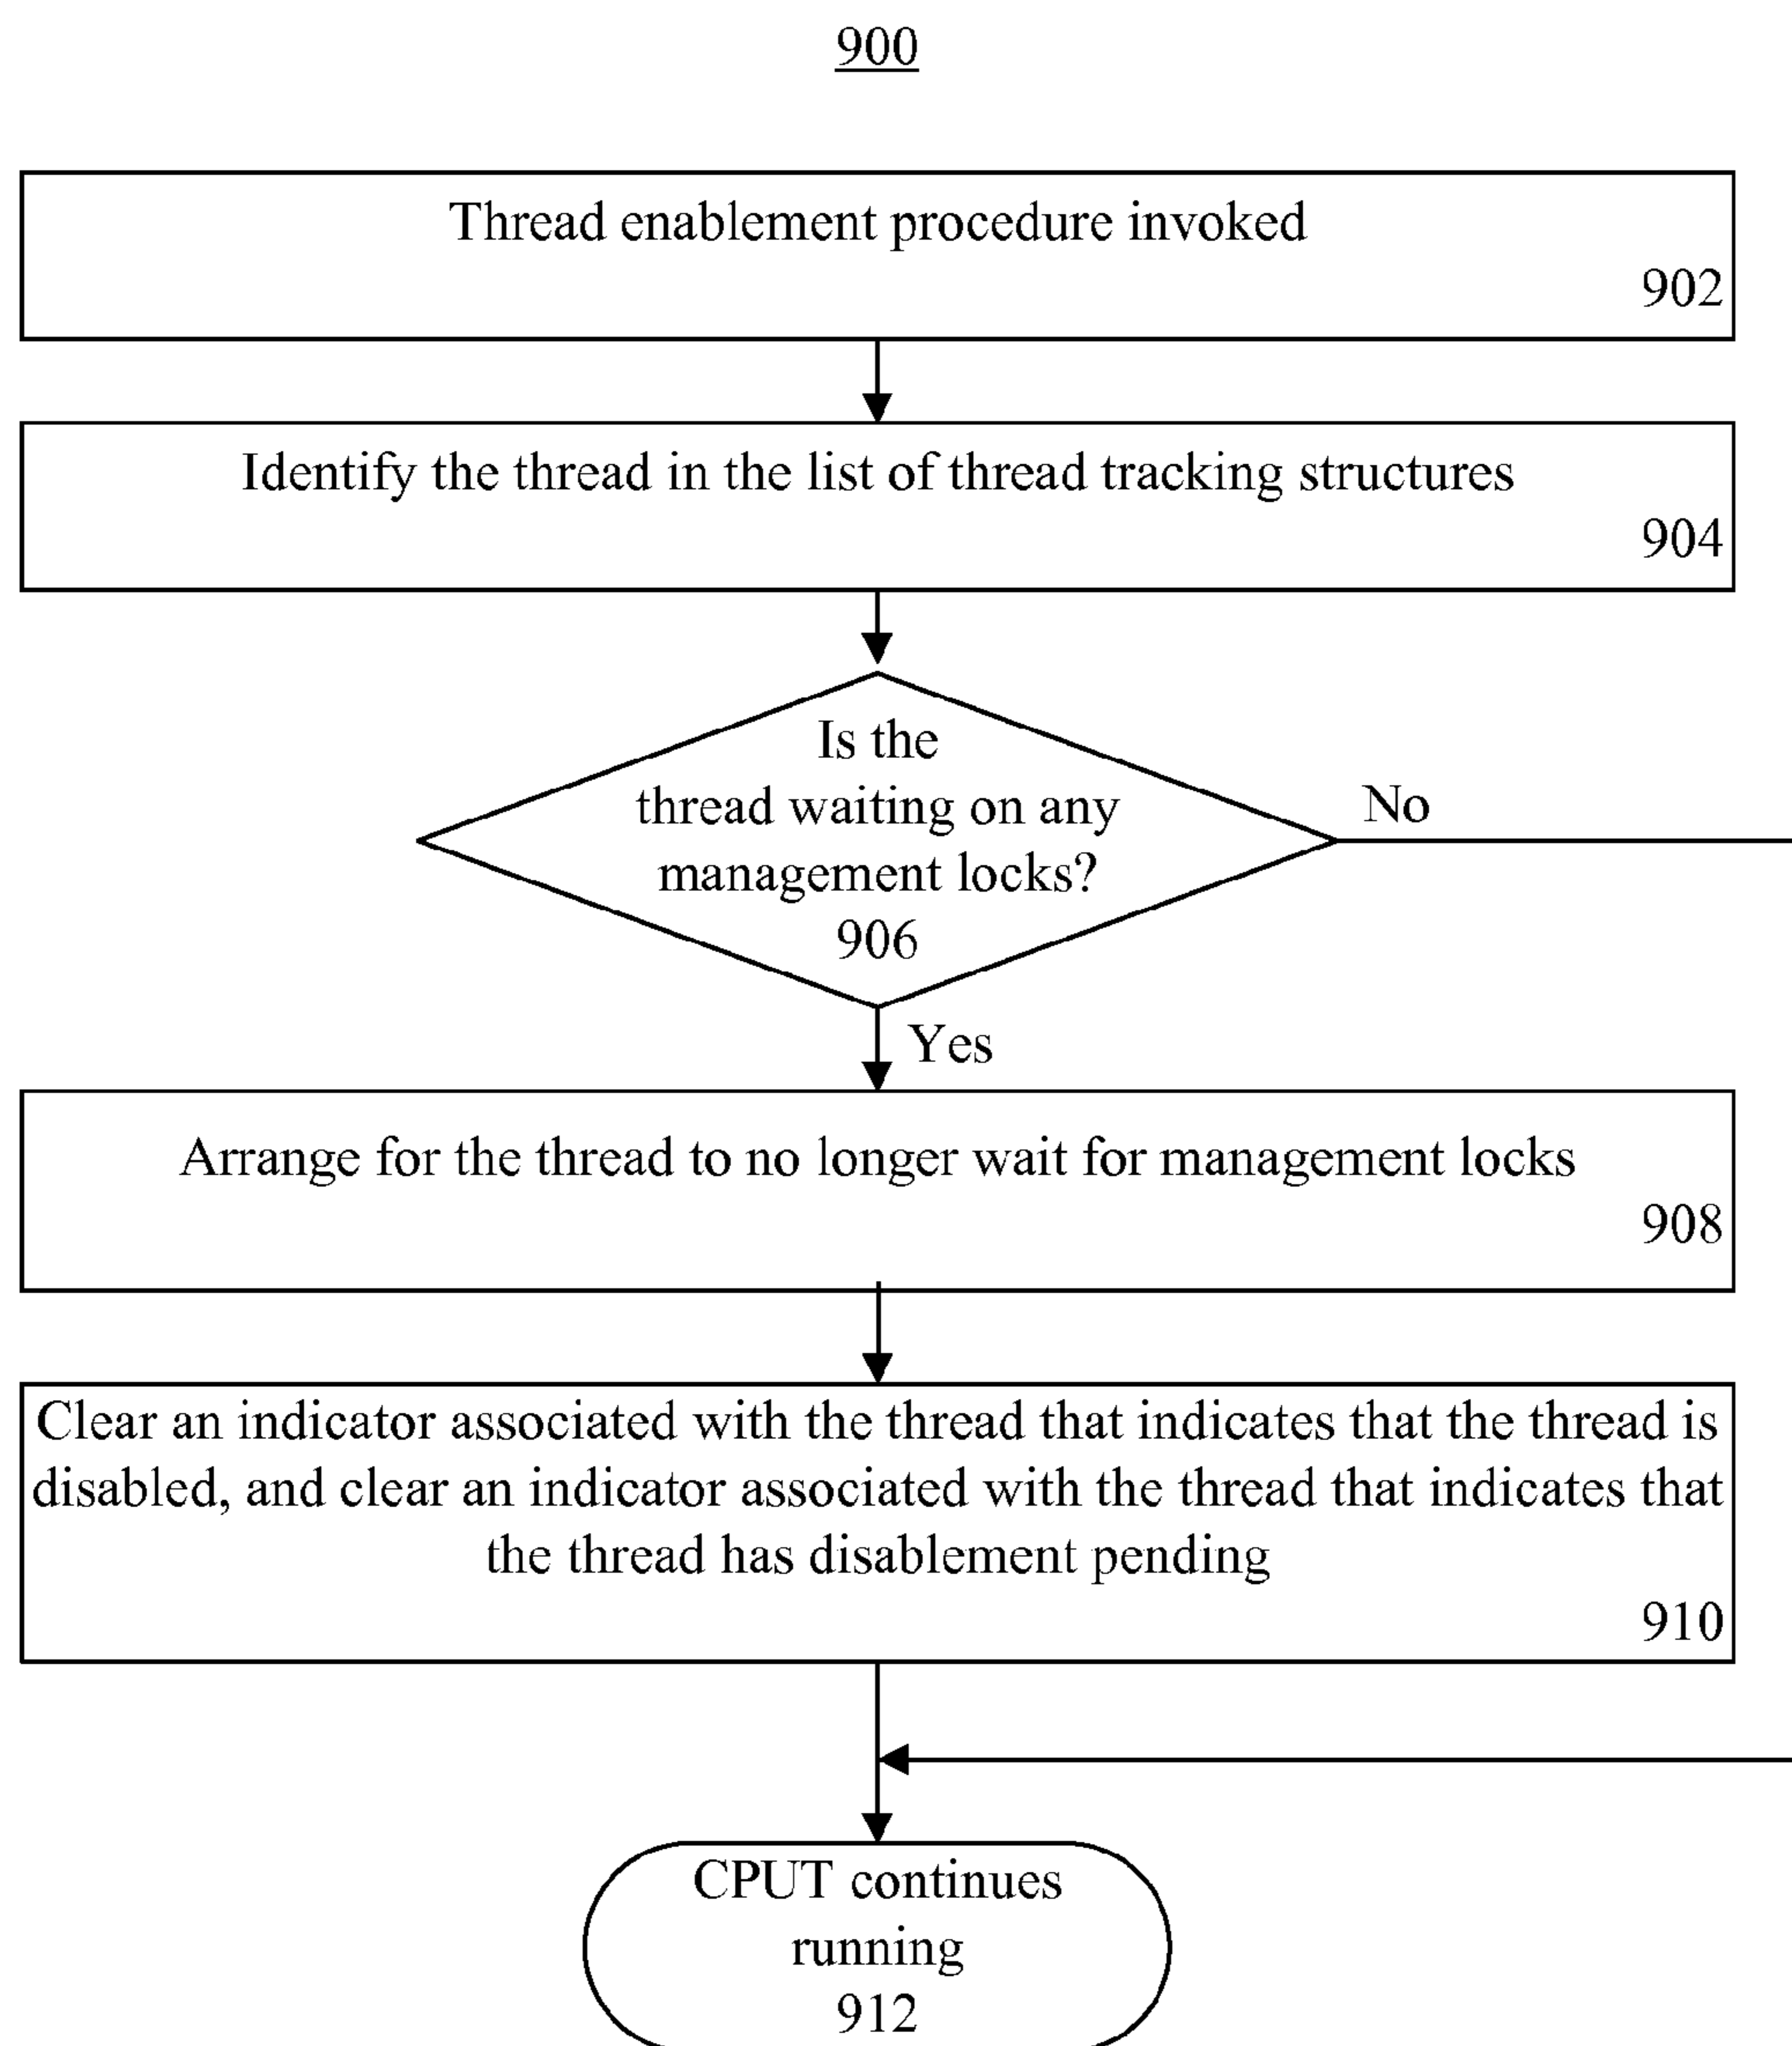 900
Thread enablement procedure invoked
902
Identify the thread in the list of thread tracking structures
904
Is the
thread waiting on any
management locks?
906
No
Yes
Arrange for the thread to no longer wait for management locks
908
Clear an indicator associated with the thread that indicates that the thread is
disabled, and clear an indicator associated with the thread that indicates that
the thread has disablement pending
910
CPUT continues
running
912